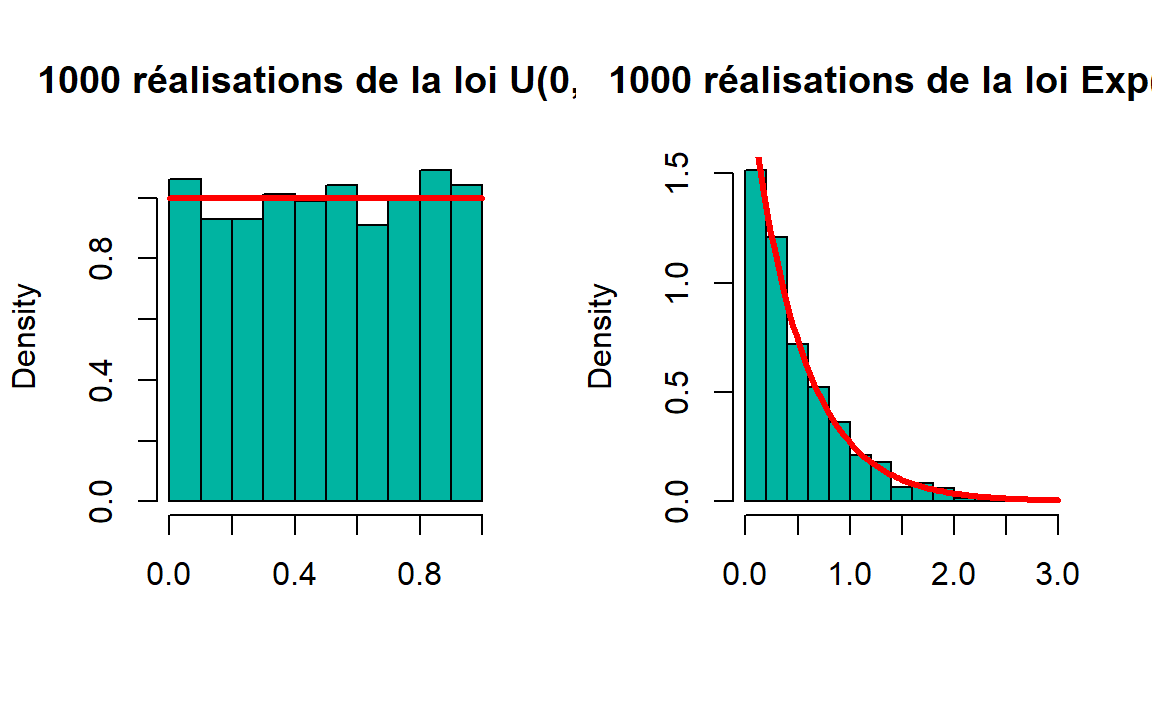 1000 réalisations de la loi U(0,
Density
0.0
0.4
0.8
0.0 0.4 0.8
1000 réalisations de la loi Exp(
Density
0.0
0.5
1.0
1.5
0.0 1.0 2.0 3.0